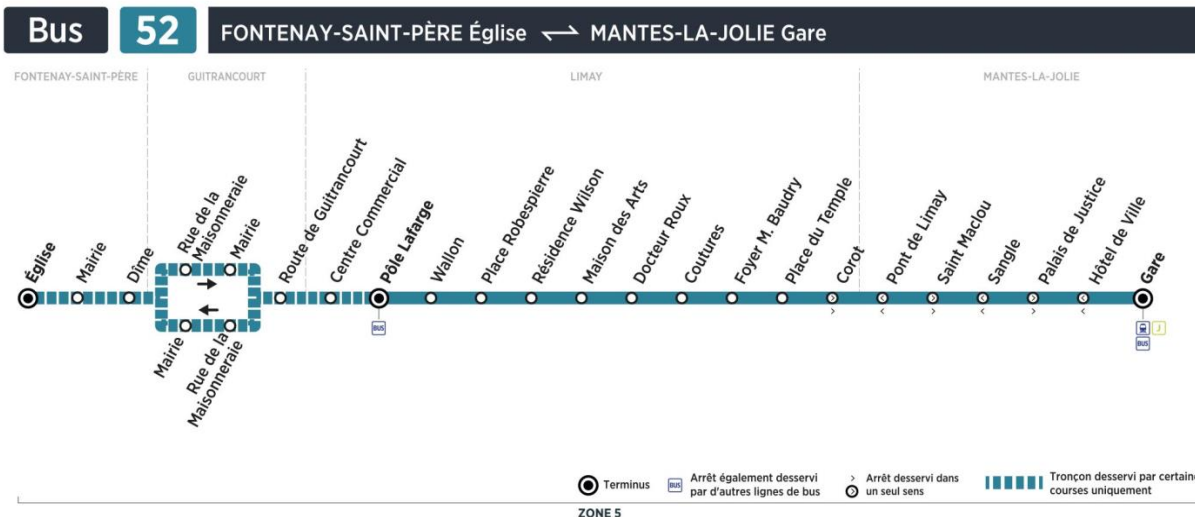 Bus 52 FONTENAY-SAINT-PÈRE Église ⇌ MANTES-LA-JOLIE Gare
FONTENAY-SAINT-PÈRE
GUITRANCOURT
LIMAY
MANTES-LA-JOLIE
Église
Mairie
Dîme
Rue de la
Maisonneraie
Mairie
Mairie
Rue de la
Maisonneraie
Route de Guitrancourt
Centre Commercial
Pôle Lafarge
BUS
Wallon
Place Robespierre
Résidence Wilson
Maison des Arts
Docteur Roux
Coutures
Foyer M. Baudry
Place du Temple
Corot
Pont de Limay
Saint Maclou
Sangle
Palais de Justice
Hôtel de Ville
Gare
J
BUS
Terminus
BUS
Arrêt également desservi
par d'autres lignes de bus
Arrêt desservi dans
un seul sens
Tronçon desservi par certaine
courses uniquement
ZONE 5